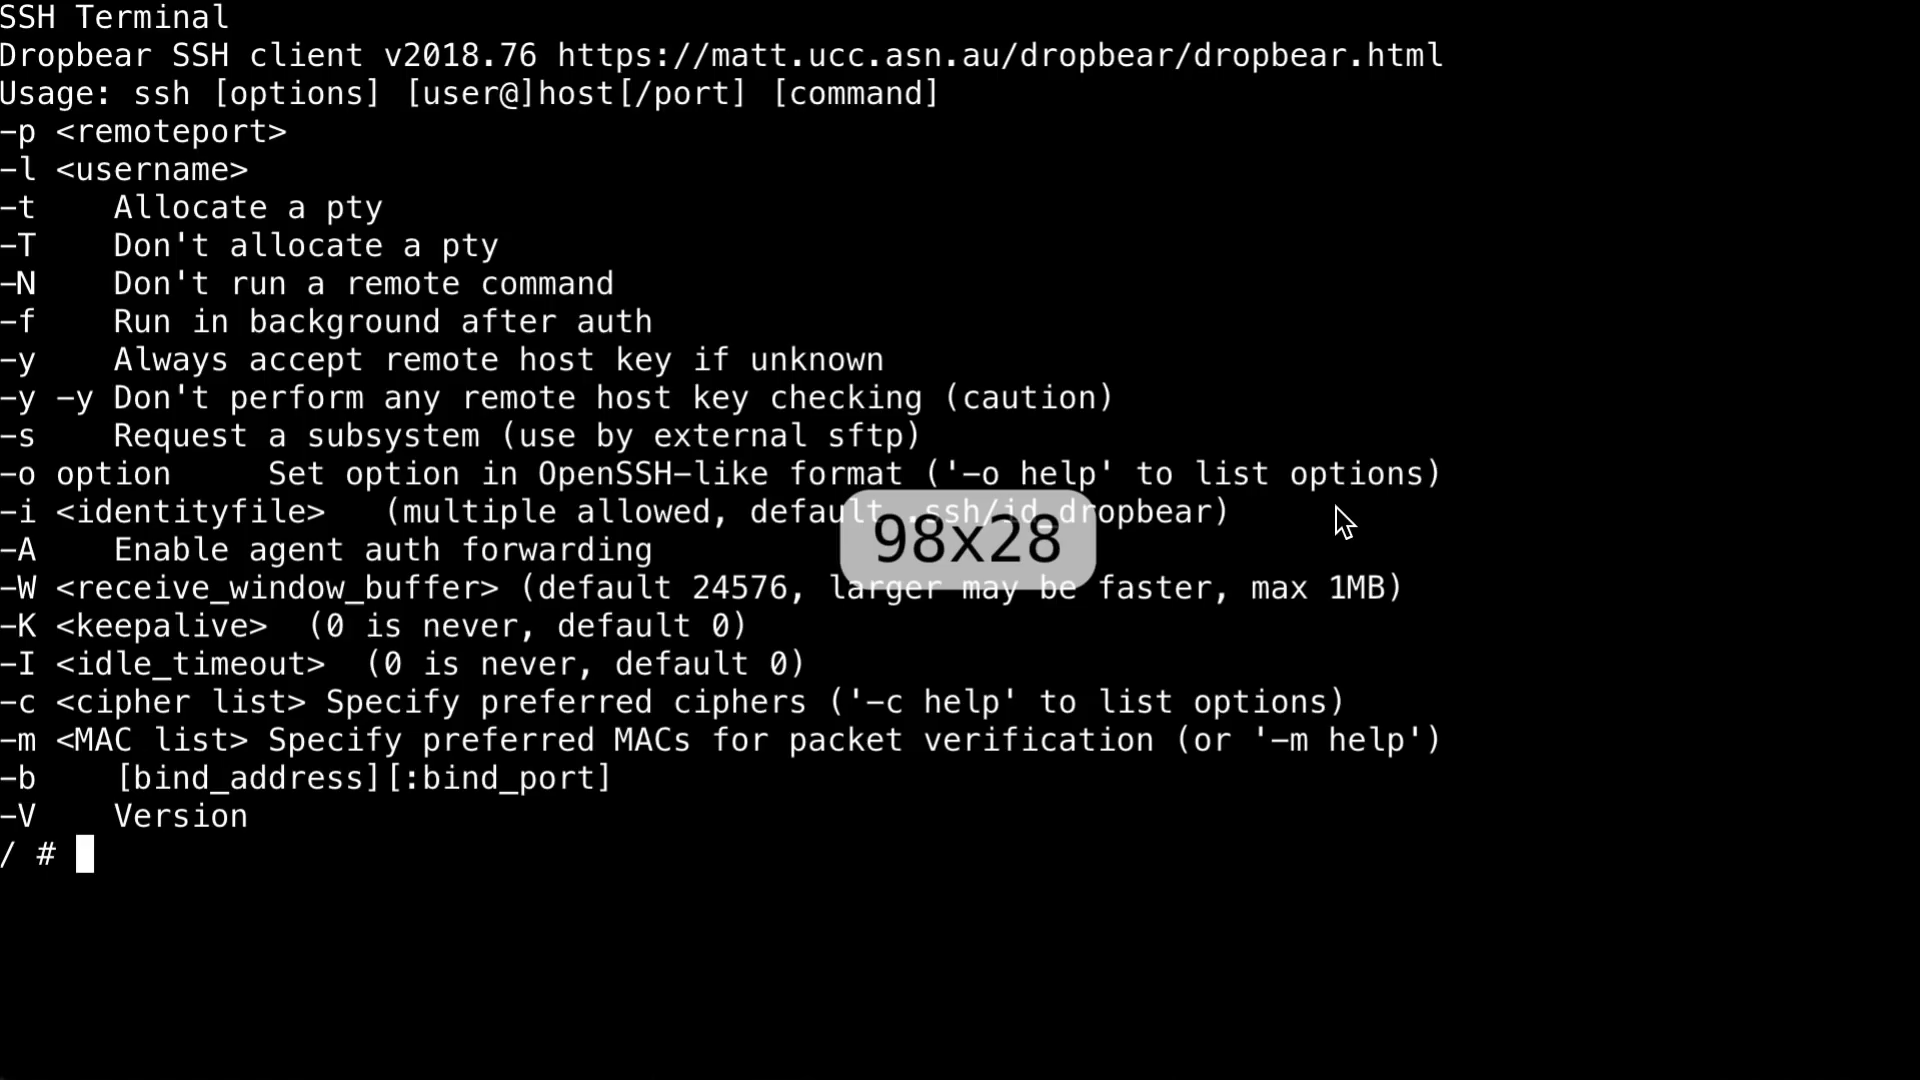 SSH Terminal
Dropbear SSH client v2018.76 https://matt.ucc.asn.au/dropbear/dropbear.html
Usage: ssh [options] [user@]host[/port] [command]
-p <remoteport>
-l <username>
-t    Allocate a pty
-T    Don't allocate a pty
-N    Don't run a remote command
-f    Run in background after auth
-y    Always accept remote host key if unknown
-y -y Don't perform any remote host key checking (caution)
-s    Request a subsystem (use by external sftp)
-o option     Set option in OpenSSH-like format ('-o help' to list options)
-i <identityfile>   (multiple allowed, default .ssh/id_dropbear)
98x28
-A    Enable agent auth forwarding
-W <receive_window_buffer> (default 24576, larger may be faster, max 1MB)
-K <keepalive>  (0 is never, default 0)
-I <idle_timeout>  (0 is never, default 0)
-c <cipher list> Specify preferred ciphers ('-c help' to list options)
-m <MAC list> Specify preferred MACs for packet verification (or '-m help')
-b    [bind_address][:bind_port]
-V    Version
/ #